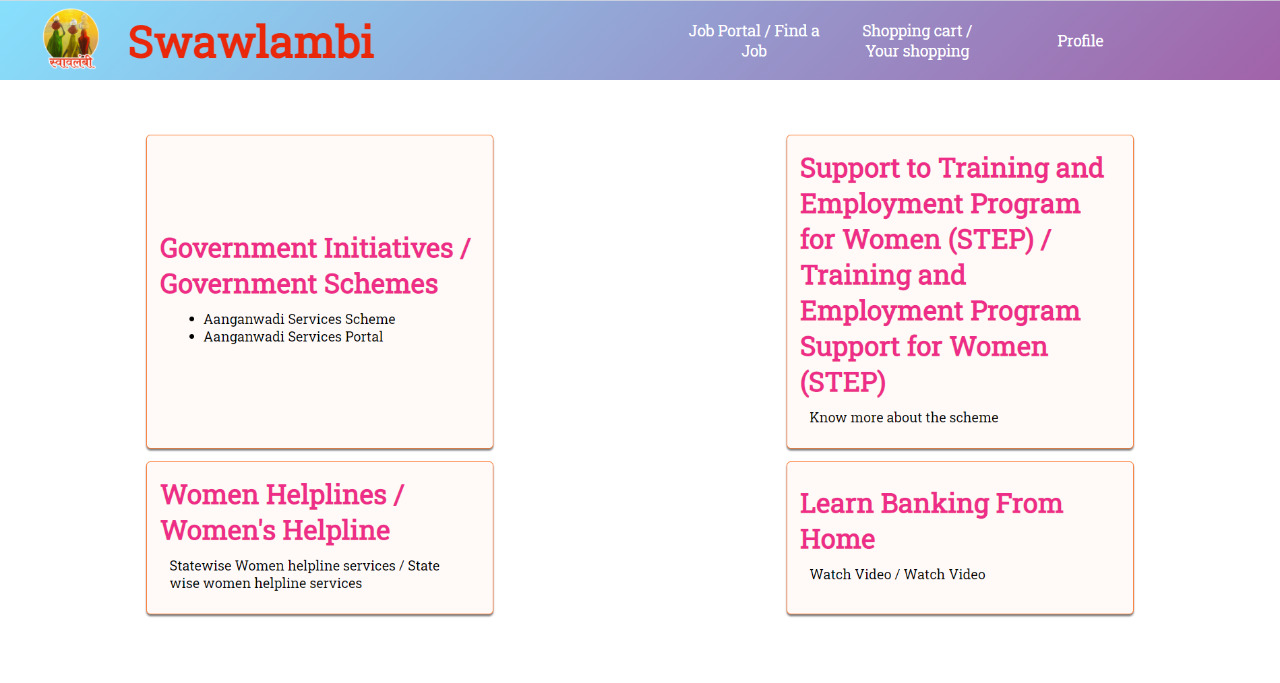 स्वावलंबी
Swawlambi
Job Portal / Find a
Job
Shopping cart /
Your shopping
Profile
Government Initiatives /
Government Schemes
Aanganwadi Services Scheme
Aanganwadi Services Portal
Support to Training and
Employment Program
for Women (STEP) /
Training and
Employment Program
Support for Women
(STEP)
Know more about the scheme
Women Helplines /
Women's Helpline
Statewise Women helpline services / State
wise women helpline services
Learn Banking From
Home
Watch Video / Watch Video